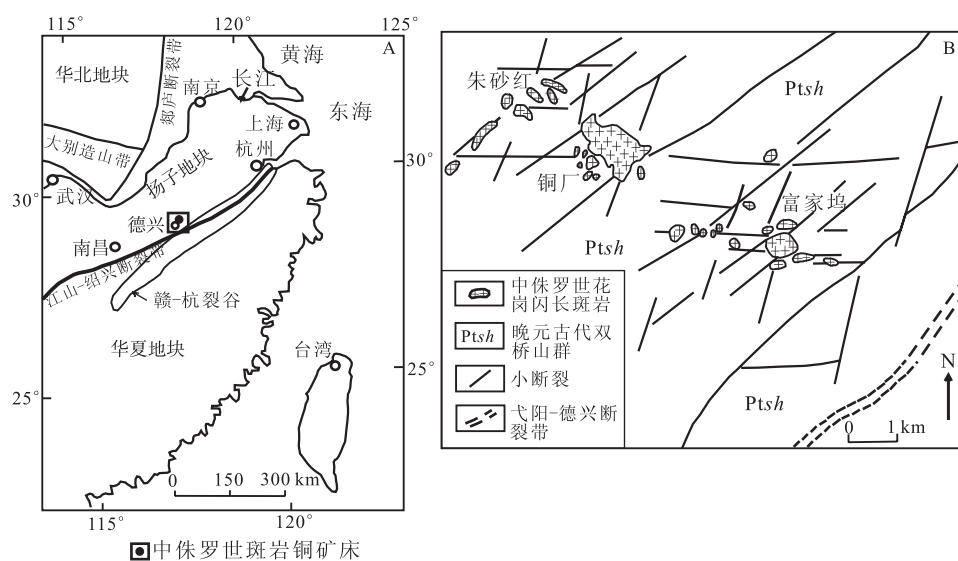 115°
120°
125°
A
黄海
华北地块
郯庐断裂带
南京
长江
东海
上海
大别造山带
扬子地块
杭州
30°
武汉
30°
德兴
南昌
江山-绍兴断裂带
赣-杭裂谷
华夏地块
台湾
25°
25°
0 150 300 km
115°
120°
中侏罗世斑岩铜矿床
B
朱砂红
Ptsh
铜厂
富家坞
Ptsh
中侏罗世花
岗闪长斑岩
Ptsh
晚元古代双
桥山群
小断裂
弋阳-德兴断
裂带
Ptsh
N
0 1 km